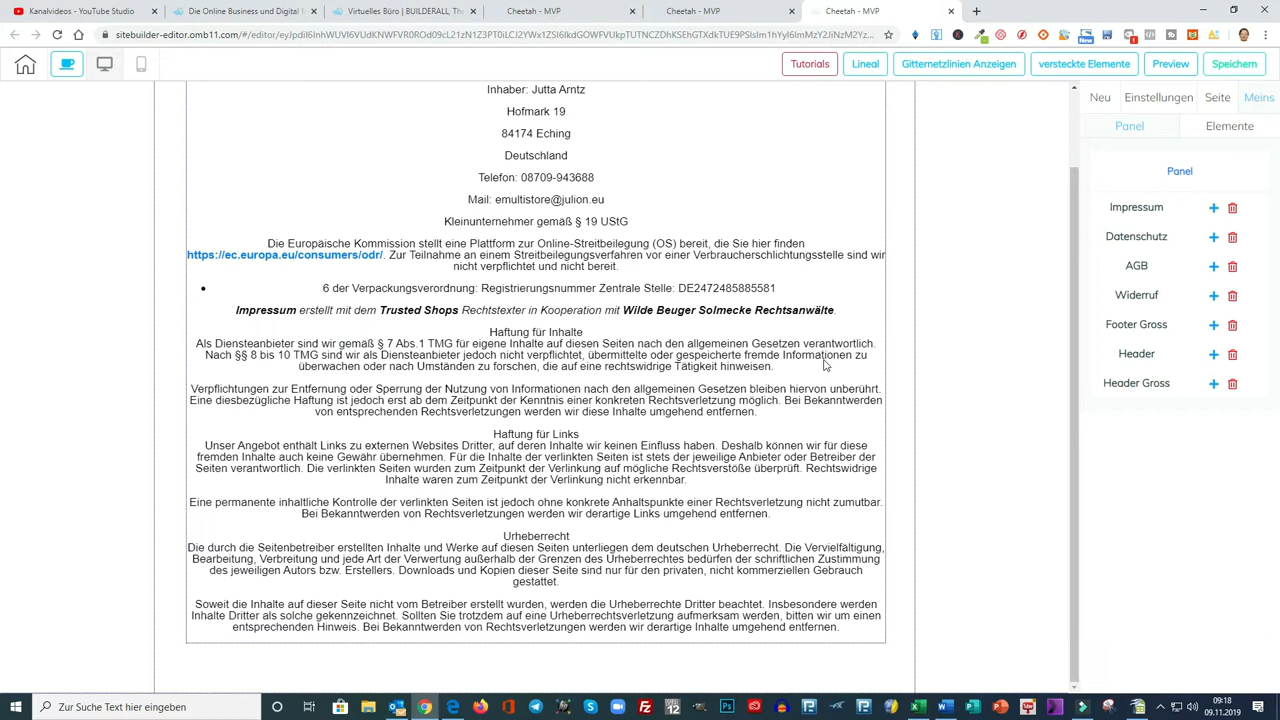 Kanalvideos - YouTube Studio
Die Online Business und Digital
Virtuelles Büro | BUILDERALL, Th
Cheetah - MVP
Cheetah - MVP
Cheetah - MVP
Tutorials
Lineal
Gitternetzlinien Anzeigen
versteckte Elemente
Preview
Speichern
Neu
Einstellungen
Seite
Meins
Panel
Elemente
Panel
Impressum
Datenschutz
AGB
Widerruf
Footer Gross
Header
Header Gross
Inhaber: Jutta Arntz
Hofmark 19
84174 Eching
Deutschland
Telefon: 08709-943688
Mail: emultistore@julion.eu
Kleinunternehmer gemäß § 19 UStG
Die Europäische Kommission stellt eine Plattform zur Online-Streitbeilegung (OS) bereit, die Sie hier finden
https://ec.europa.eu/consumers/odr/. Zur Teilnahme an einem Streitbeilegungsverfahren vor einer Verbraucherschlichtungsstelle sind wir
nicht verpflichtet und nicht bereit.
• 6 der Verpackungsverordnung: Registrierungsnummer Zentrale Stelle: DE2472485885581
Impressum erstellt mit dem Trusted Shops Rechtstexter in Kooperation mit Wilde Beuger Solmecke Rechtsanwälte.
Haftung für Inhalte
Als Diensteanbieter sind wir gemäß § 7 Abs.1 TMG für eigene Inhalte auf diesen Seiten nach den allgemeinen Gesetzen verantwortlich.
Nach §§ 8 bis 10 TMG sind wir als Diensteanbieter jedoch nicht verpflichtet, übermittelte oder gespeicherte fremde Informationen zu
überwachen oder nach Umständen zu forschen, die auf eine rechtswidrige Tätigkeit hinweisen.
Verpflichtungen zur Entfernung oder Sperrung der Nutzung von Informationen nach den allgemeinen Gesetzen bleiben hiervon unberührt.
Eine diesbezügliche Haftung ist jedoch erst ab dem Zeitpunkt der Kenntnis einer konkreten Rechtsverletzung möglich. Bei Bekanntwerden
von entsprechenden Rechtsverletzungen werden wir diese Inhalte umgehend entfernen.
Haftung für Links
Unser Angebot enthält Links zu externen Websites Dritter, auf deren Inhalte wir keinen Einfluss haben. Deshalb können wir für diese
fremden Inhalte auch keine Gewähr übernehmen. Für die Inhalte der verlinkten Seiten ist stets der jeweilige Anbieter oder Betreiber der
Seiten verantwortlich. Die verlinkten Seiten wurden zum Zeitpunkt der Verlinkung auf mögliche Rechtsverstöße überprüft. Rechtswidrige
Inhalte waren zum Zeitpunkt der Verlinkung nicht erkennbar.
Eine permanente inhaltliche Kontrolle der verlinkten Seiten ist jedoch ohne konkrete Anhaltspunkte einer Rechtsverletzung nicht zumutbar.
Bei Bekanntwerden von Rechtsverletzungen werden wir derartige Links umgehend entfernen.
Urheberrecht
Die durch die Seitenbetreiber erstellten Inhalte und Werke auf diesen Seiten unterliegen dem deutschen Urheberrecht. Die Vervielfältigung,
Bearbeitung, Verbreitung und jede Art der Verwertung außerhalb der Grenzen des Urheberrechtes bedürfen der schriftlichen Zustimmung
des jeweiligen Autors bzw. Erstellers. Downloads und Kopien dieser Seite sind nur für den privaten, nicht kommerziellen Gebrauch
gestattet.
Soweit die Inhalte auf dieser Seite nicht vom Betreiber erstellt wurden, werden die Urheberrechte Dritter beachtet. Insbesondere werden
Inhalte Dritter als solche gekennzeichnet. Sollten Sie trotzdem auf eine Urheberrechtsverletzung aufmerksam werden, bitten wir um einen
entsprechenden Hinweis. Bei Bekanntwerden von Rechtsverletzungen werden wir derartige Inhalte umgehend entfernen.
Zur Suche Text hier eingeben
09:18
09.11.2019